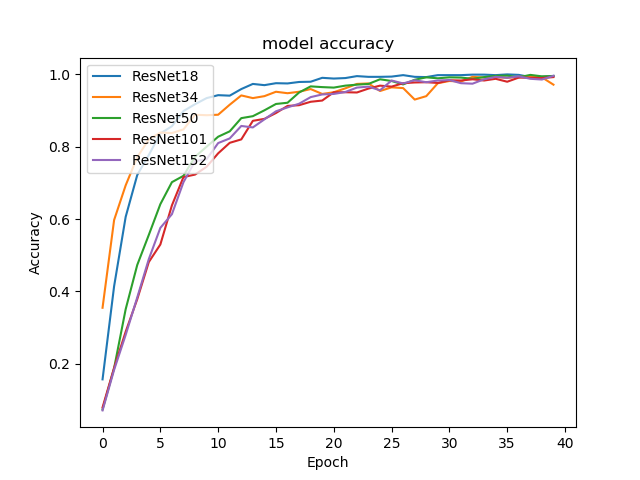 model accuracy
1.0
0.8
0.6
0.4
0.2
Accuracy
ResNet18
ResNet34
ResNet50
ResNet101
ResNet152
0 5 10 15 20 25 30 35 40
Epoch